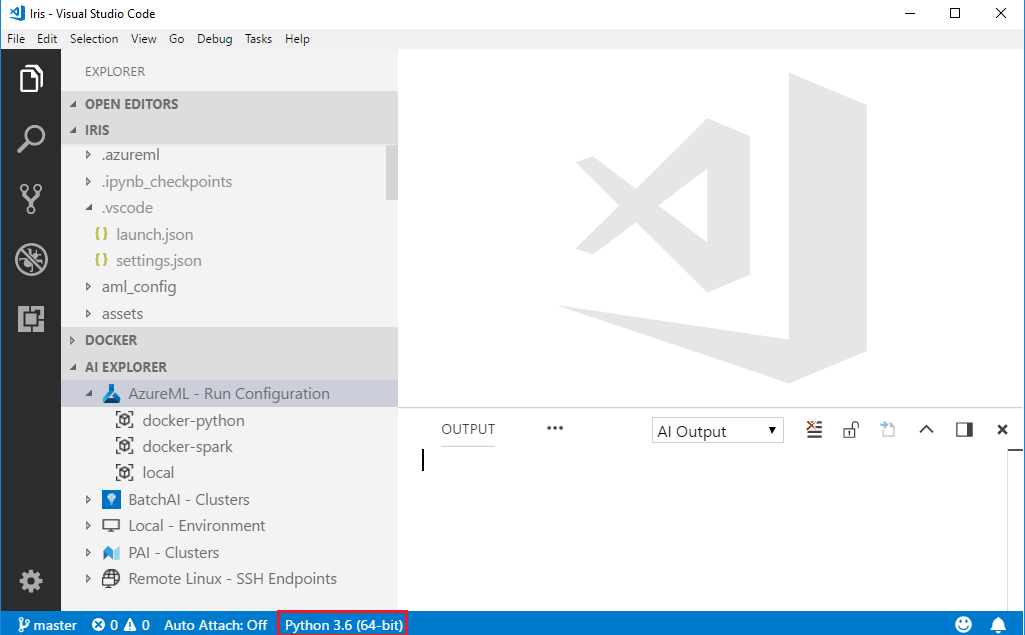 Iris - Visual Studio Code
File Edit Selection View Go Debug Tasks Help
EXPLORER
OPEN EDITORS
IRIS
.azureml
.ipynb_checkpoints
.vscode
{} launch.json
{} settings.json
aml_config
assets
DOCKER
AI EXPLORER
AzureML - Run Configuration
docker-python
docker-spark
local
BatchAI - Clusters
Local - Environment
PAI - Clusters
Remote Linux - SSH Endpoints
OUTPUT
AI Output
master 0 0 Auto Attach: Off Python 3.6 (64-bit)